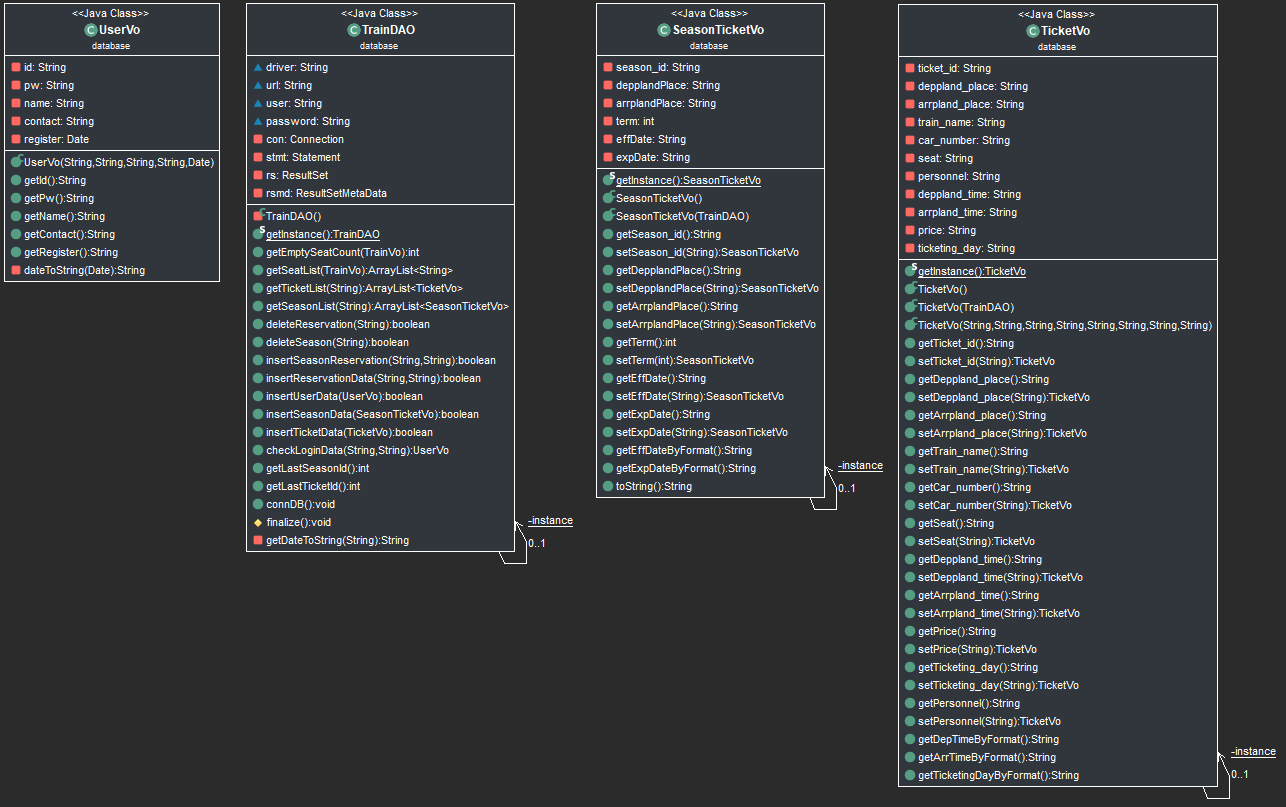 <<Java Class>>
C UserVo
database
id: String
pw: String
name: String
contact: String
register: Date
UserVo(String,String,String,String,Date)
getId():String
getPw():String
getName():String
getContact():String
getRegister():String
dateToString(Date):String
<<Java Class>>
C TrainDAO
database
driver: String
url: String
user: String
password: String
con: Connection
stmt: Statement
rs: ResultSet
rsmd: ResultSetMetaData
TrainDAO()
getInstance():TrainDAO
getEmptySeatCount(TrainVo):int
getSeatList(TrainVo):ArrayList<String>
getTicketList(String):ArrayList<TicketVo>
getSeasonList(String):ArrayList<SeasonTicketVo>
deleteReservation(String):boolean
deleteSeason(String):boolean
insertSeasonReservation(String,String):boolean
insertReservationData(String,String):boolean
insertUserData(UserVo):boolean
insertSeasonData(SeasonTicketVo):boolean
insertTicketData(TicketVo):boolean
checkLoginData(String,String):UserVo
getLastSeasonId():int
getLastTicketId():int
connDB():void
finalize():void
getDateToString(String):String
-instance
0..1
<<Java Class>>
C SeasonTicketVo
database
season_id: String
depplandPlace: String
arrplandPlace: String
term: int
effDate: String
expDate: String
getInstance():SeasonTicketVo
SeasonTicketVo()
SeasonTicketVo(TrainDAO)
getSeason_id():String
setSeason_id(String):SeasonTicketVo
getDepplandPlace():String
setDepplandPlace(String):SeasonTicketVo
getArrplandPlace():String
setArrplandPlace(String):SeasonTicketVo
getTerm():int
setTerm(int):SeasonTicketVo
getEffDate():String
setEffDate(String):SeasonTicketVo
getExpDate():String
setExpDate(String):SeasonTicketVo
getEffDateByFormat():String
getExpDateByFormat():String
toString():String
-instance
0..1
<<Java Class>>
C TicketVo
database
ticket_id: String
deppland_place: String
arrpland_place: String
train_name: String
car_number: String
seat: String
personnel: String
deppland_time: String
arrpland_time: String
price: String
ticketing_day: String
getInstance():TicketVo
TicketVo()
TicketVo(TrainDAO)
TicketVo(String,String,String,String,String,String,String,String)
getTicket_id():String
setTicket_id(String):TicketVo
getDeppland_place():String
setDeppland_place(String):TicketVo
getArrpland_place():String
setArrpland_place(String):TicketVo
getTrain_name():String
setTrain_name(String):TicketVo
getCar_number():String
setCar_number(String):TicketVo
getSeat():String
setSeat(String):TicketVo
getDeppland_time():String
setDeppland_time(String):TicketVo
getArrpland_time():String
setArrpland_time(String):TicketVo
getPrice():String
setPrice(String):TicketVo
getTicketing_day():String
setTicketing_day(String):TicketVo
getPersonnel():String
setPersonnel(String):TicketVo
getDepTimeByFormat():String
getArrTimeByFormat():String
getTicketingDayByFormat():String
-instance
0..1